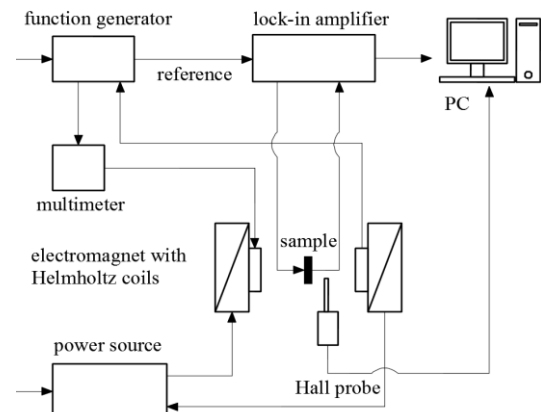 function generator
lock-in amplifier
reference
PC
multimeter
sample
electromagnet with
Helmholtz coils
power source
Hall probe